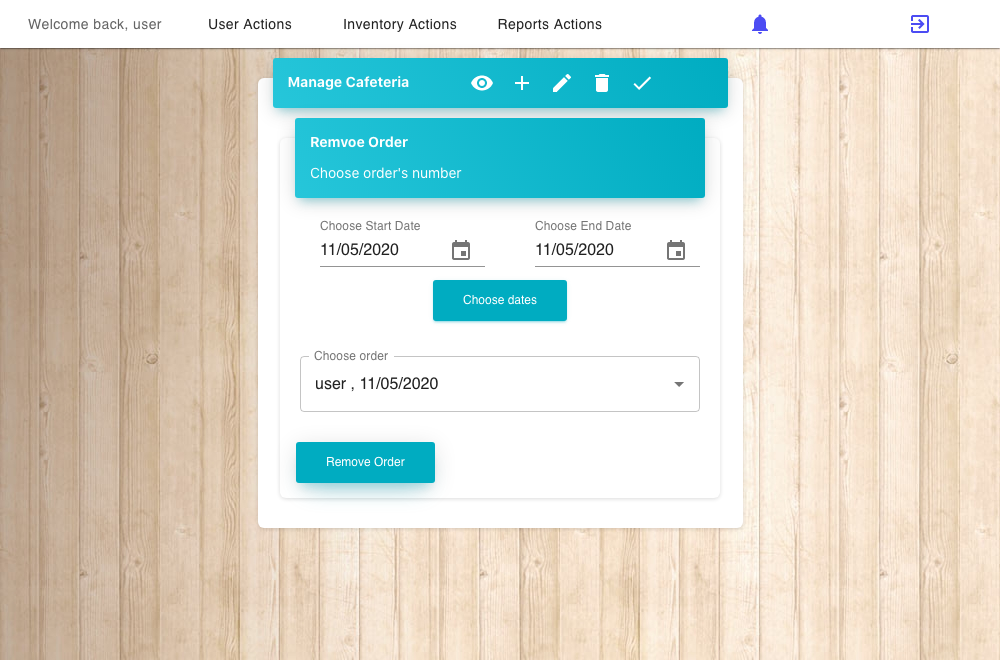 Welcome back, user User Actions Inventory Actions Reports Actions
Manage Cafeteria
Remvoe Order
Choose order's number
Choose Start Date Choose End Date
11/05/2020 11/05/2020
Choose dates
Choose order
user , 11/05/2020
Remove Order